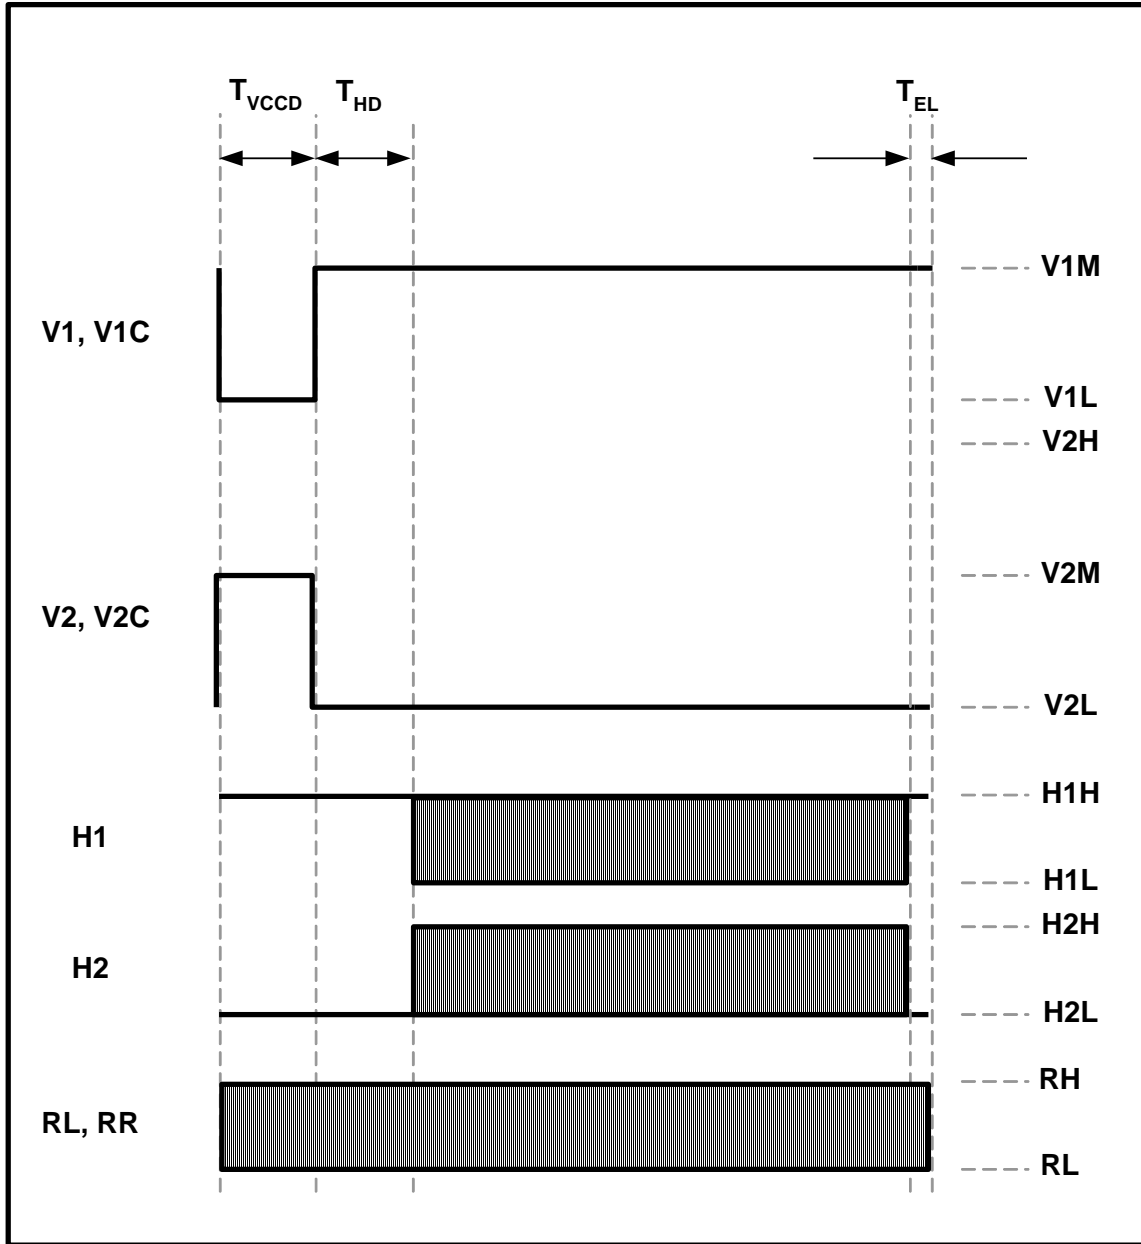 TVCCD THD TEL
V1M
V1, V1C
V1L
V2H
V2M
V2, V2C
V2L
H1H
H1
H1L
H2H
H2
H2L
RH
RL, RR
RL